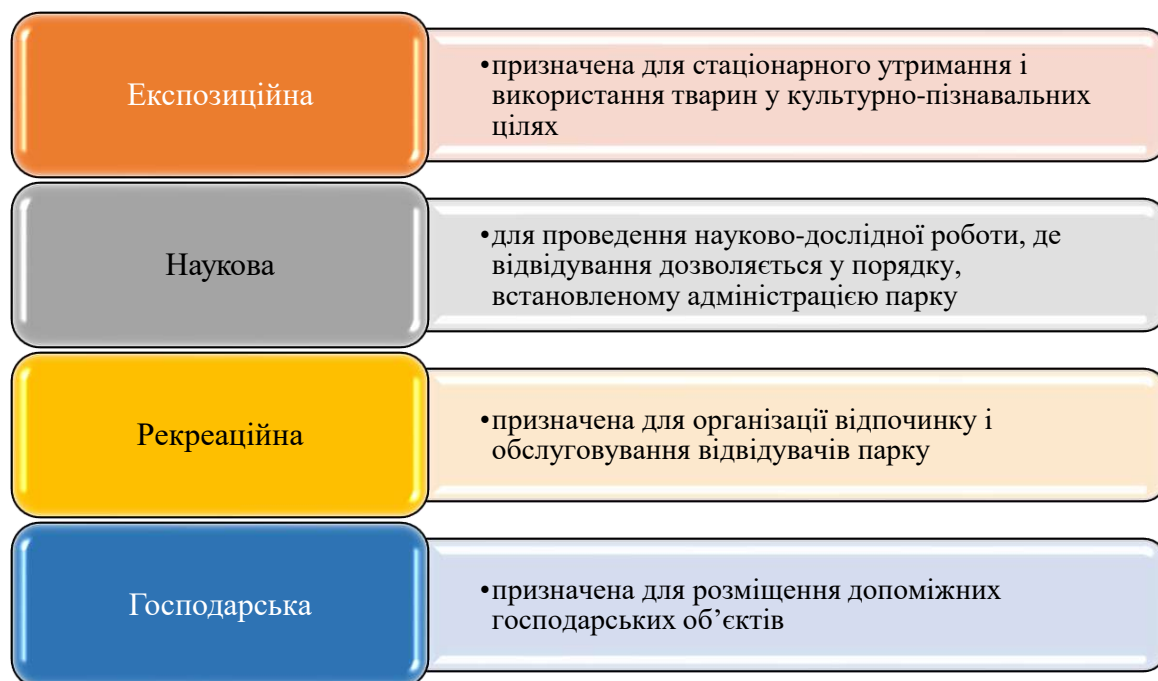 Експозиційна
•призначена для стаціонарного утримання і
використання тварин у культурно-пізнавальних
цілях
Наукова
•для проведення науково-дослідної роботи, де
відвідування дозволяється у порядку,
встановленому адміністрацією парку
Рекреаційна
•призначена для організації відпочинку і
обслуговування відвідувачів парку
Господарська
•призначена для розміщення допоміжних
господарських об’єктів